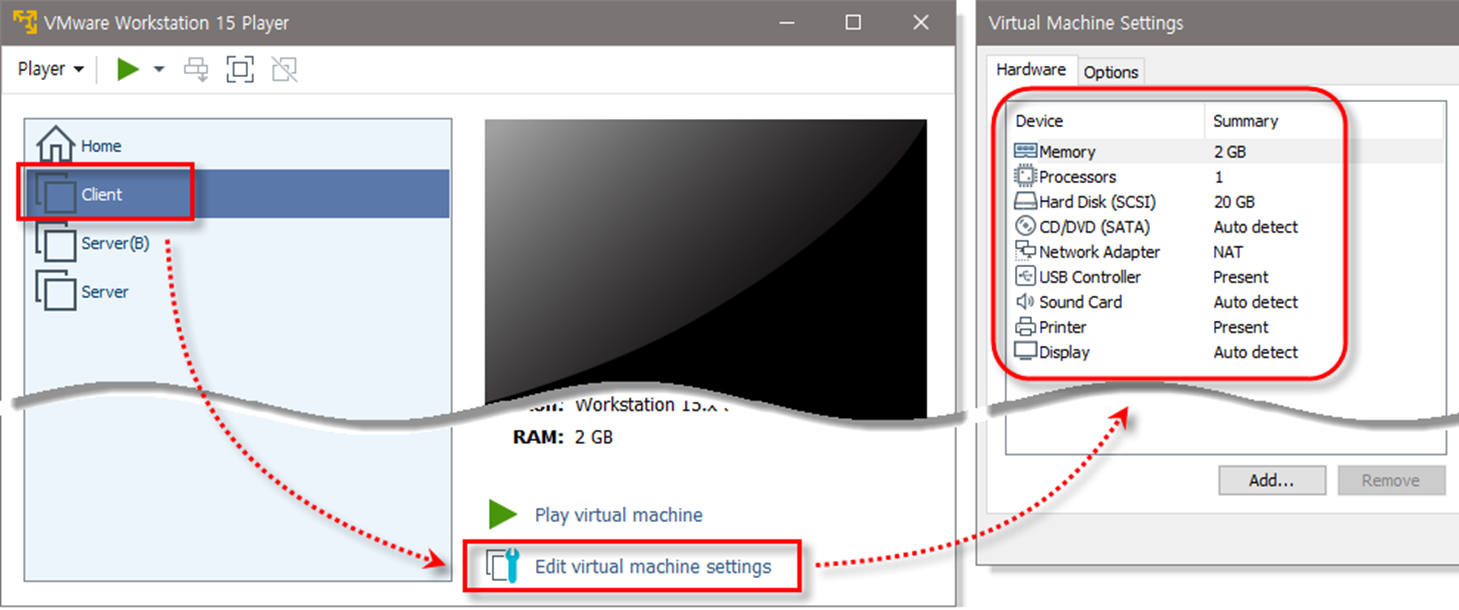 VMware Workstation 15 Player
Player
Home
Client
Server(B)
Server
Workstation 15.x
RAM: 2 GB
Play virtual machine
Edit virtual machine settings
Virtual Machine Settings
Hardware Options
Device Summary
Memory 2 GB
Processors 1
Hard Disk (SCSI) 20 GB
CD/DVD (SATA) Auto detect
Network Adapter NAT
USB Controller Present
Sound Card Auto detect
Printer Present
Display Auto detect
Add... Remove